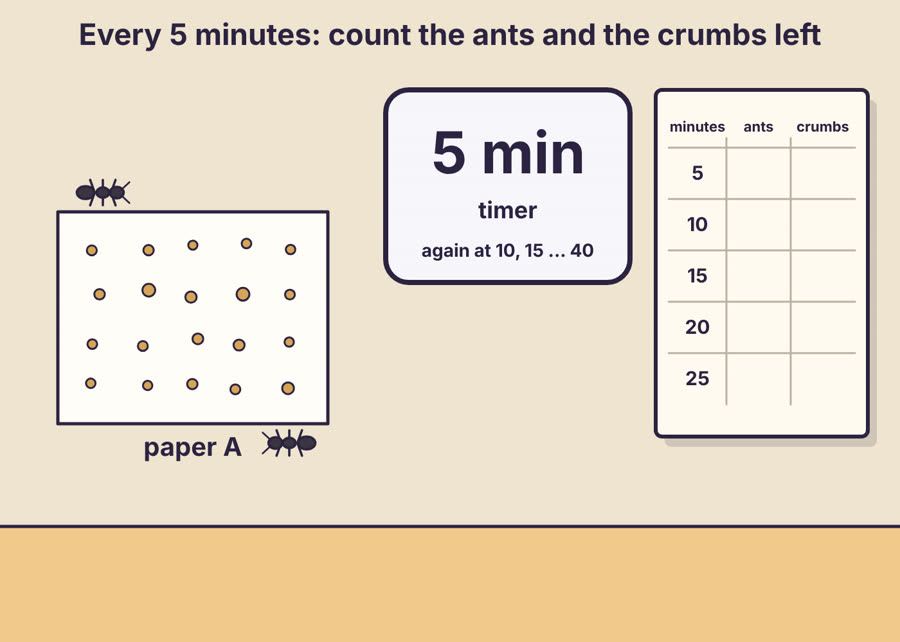 Every 5 minutes: count the ants and the crumbs left
5 min
timer
again at 10, 15 ... 40
minutes ants crumbs
5
10
15
20
25
paper A